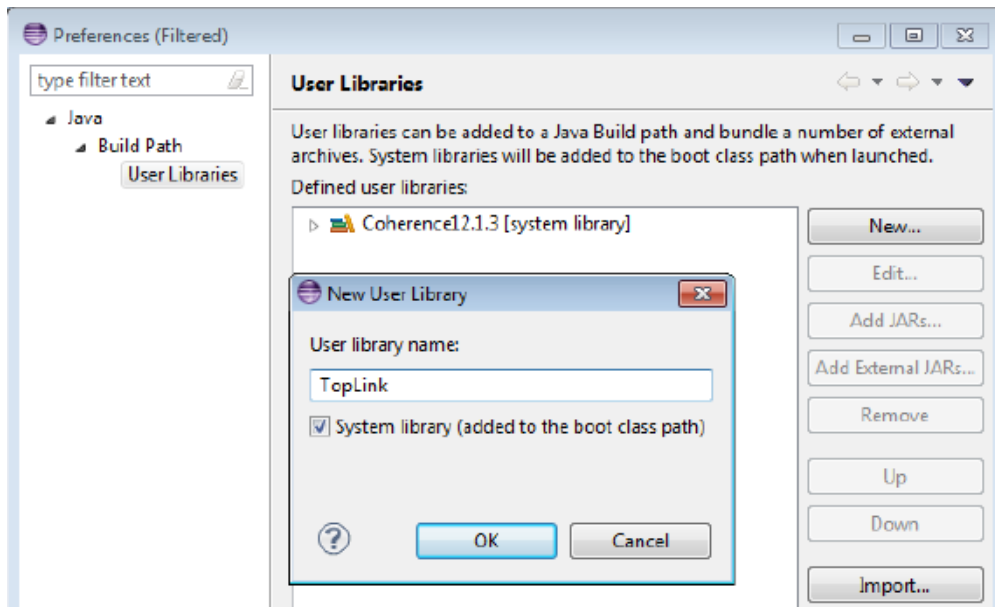 Preferences (Filtered)
type filter text
Java
Build Path
User Libraries
User Libraries
User libraries can be added to a Java Build path and bundle a number of external
archives. System libraries will be added to the boot class path when launched.
Defined user libraries:
Coherence12.1.3 [system library]
New...
Edit...
Add JARs...
Add External JARs...
Remove
Up
Down
Import...
New User Library
User library name:
TopLink
System library (added to the boot class path)
?
OK
Cancel